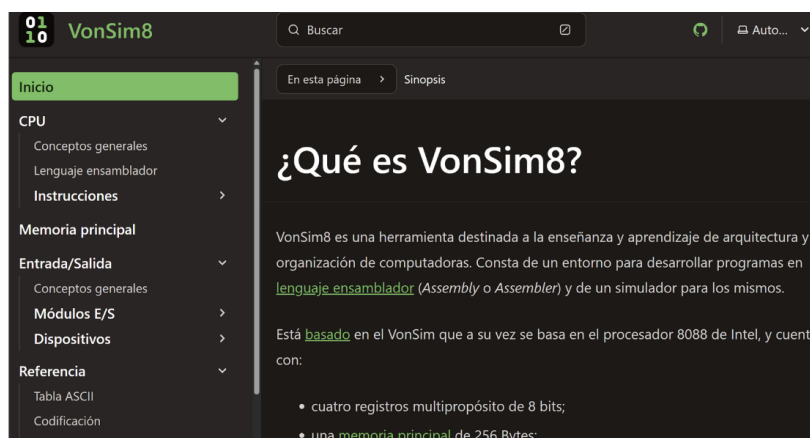 01
10
VonSim8
Buscar
Auto...
Inicio
CPU
Conceptos generales
Lenguaje ensamblador
Instrucciones
Memoria principal
Entrada/Salida
Conceptos generales
Módulos E/S
Dispositivos
Referencia
Tabla ASCII
Codificación
En esta página
Sinopsis
¿Qué es VonSim8?
VonSim8 es una herramienta destinada a la enseñanza y aprendizaje de arquitectura y
organización de computadoras. Consta de un entorno para desarrollar programas en
lenguaje ensamblador (Assembly o Assembler) y de un simulador para los mismos.
Está basado en el VonSim que a su vez se basa en el procesador 8088 de Intel, y cuent
con:
• cuatro registros multipropósito de 8 bits;
• una memoria principal de 256 Bytes;